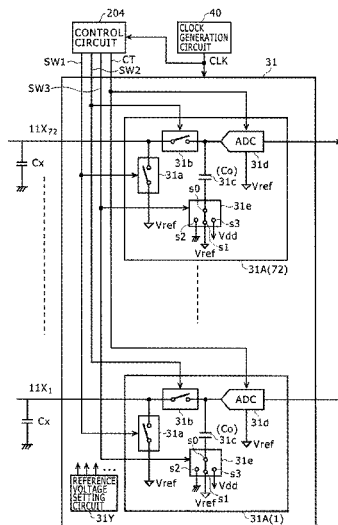 204
40
CONTROL
CIRCUIT
CLOCK
GENERATION
CIRCUIT
SW1
CT
SW2
CLK
31
SW3
11X72
31b
ADC
31d
Cx
31a
(Co)
31c
Vref
s0
31e
s2
s3
Vdd
Vref
Vref
s1
31A(72)
11X1
31b
ADC
31d
Cx
31a
(Co)
31c
Vref
s0
31e
s2
s3
Vdd
Vref
Vref
s1
REFERENCE
VOLTAGE
SETTING
CIRCUIT
31Y
31A(1)